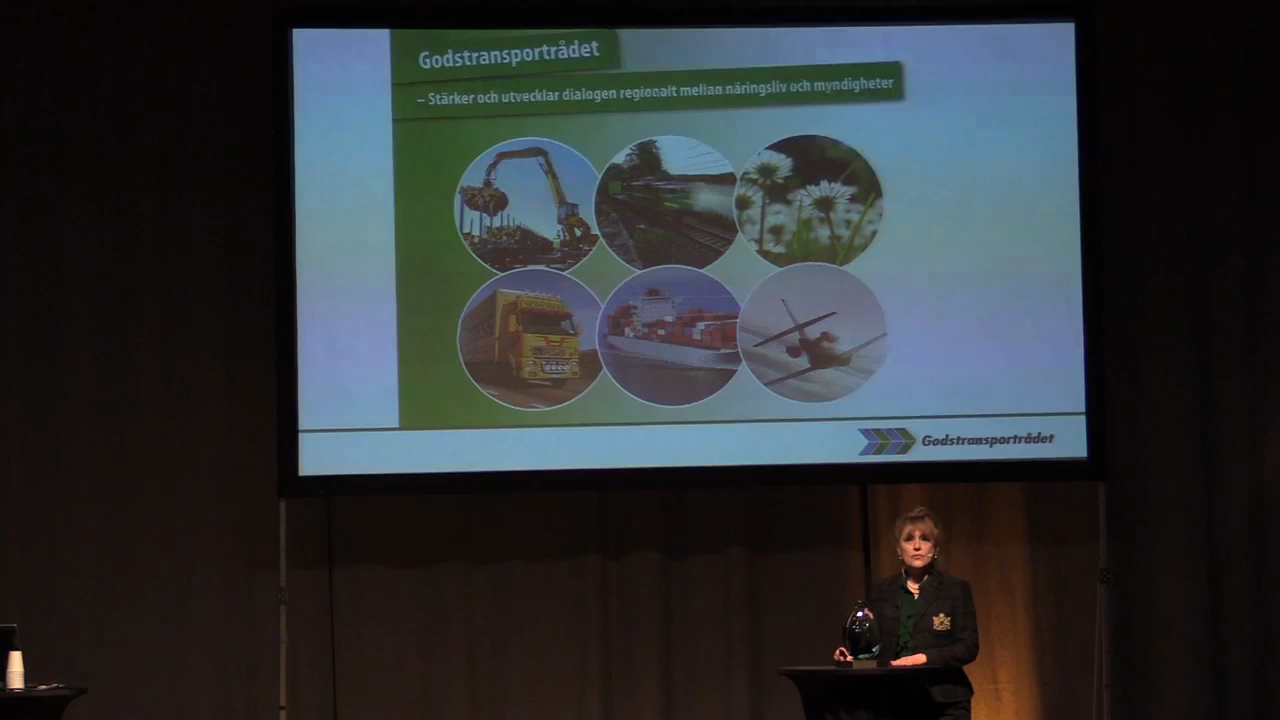 Godstransportrådet
– Stärker och utvecklar dialogen regionalt mellan näringsliv och myndigheter
Godstransportrådet